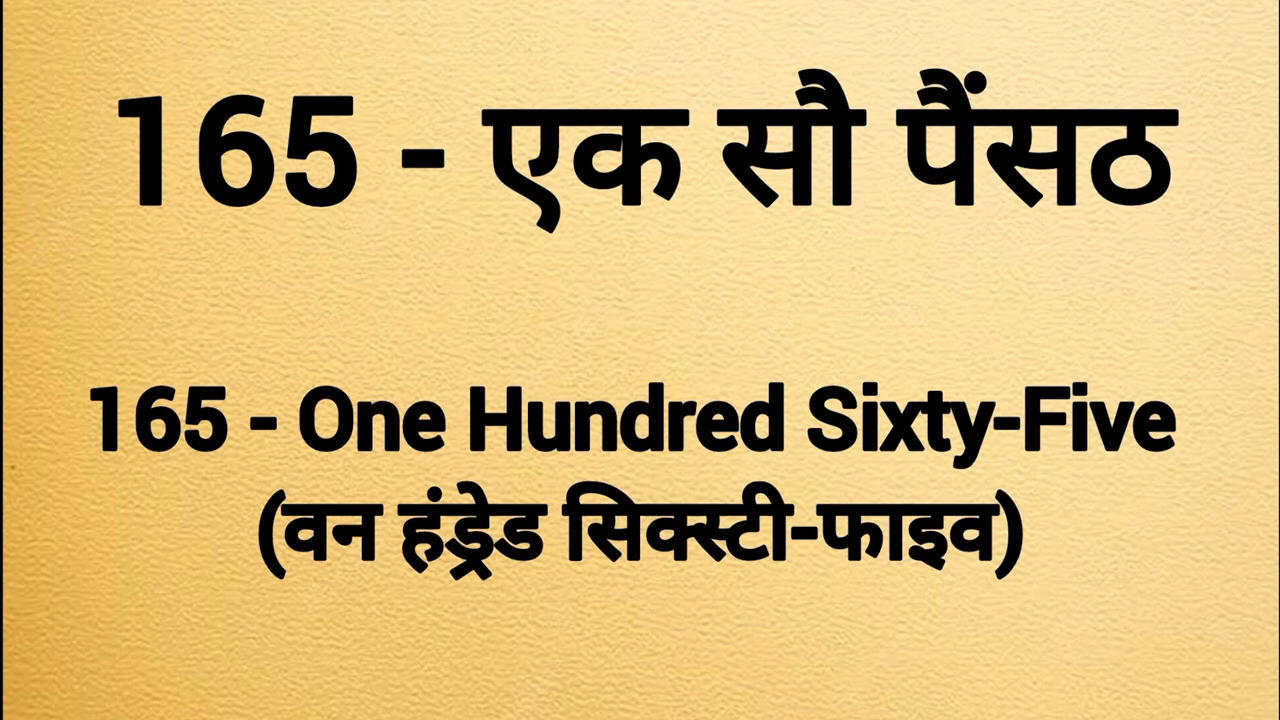 165 - एक सौ पैंसठ
165 - One Hundred Sixty-Five
(वन हंड्रेड सिक्स्टी-फाइव)